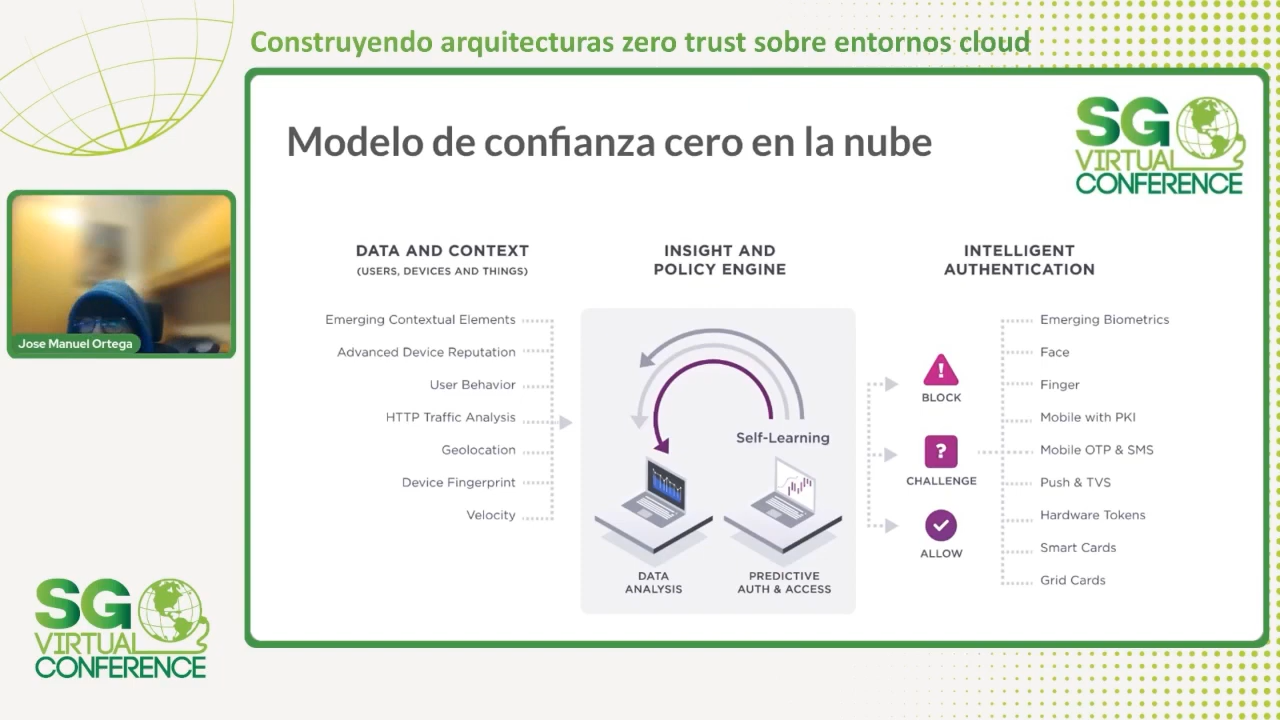 Construyendo arquitecturas zero trust sobre entornos cloud
Modelo de confianza cero en la nube
SG
VIRTUAL
CONFERENCE
Jose Manuel Ortega
DATA AND CONTEXT
(USERS, DEVICES AND THINGS)
Emerging Contextual Elements
Advanced Device Reputation
User Behavior
HTTP Traffic Analysis
Geolocation
Device Fingerprint
Velocity
INSIGHT AND
POLICY ENGINE
Self-Learning
DATA
ANALYSIS
PREDICTIVE
AUTH & ACCESS
INTELLIGENT
AUTHENTICATION
!
BLOCK
?
CHALLENGE
ALLOW
Emerging Biometrics
Face
Finger
Mobile with PKI
Mobile OTP & SMS
Push & TVS
Hardware Tokens
Smart Cards
Grid Cards
SG
VIRTUAL
CONFERENCE